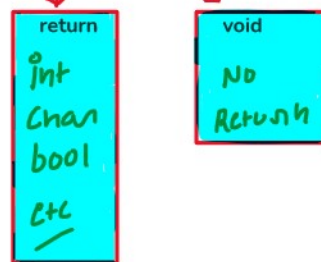 return
int
Char
bool
etc
void
No
Return